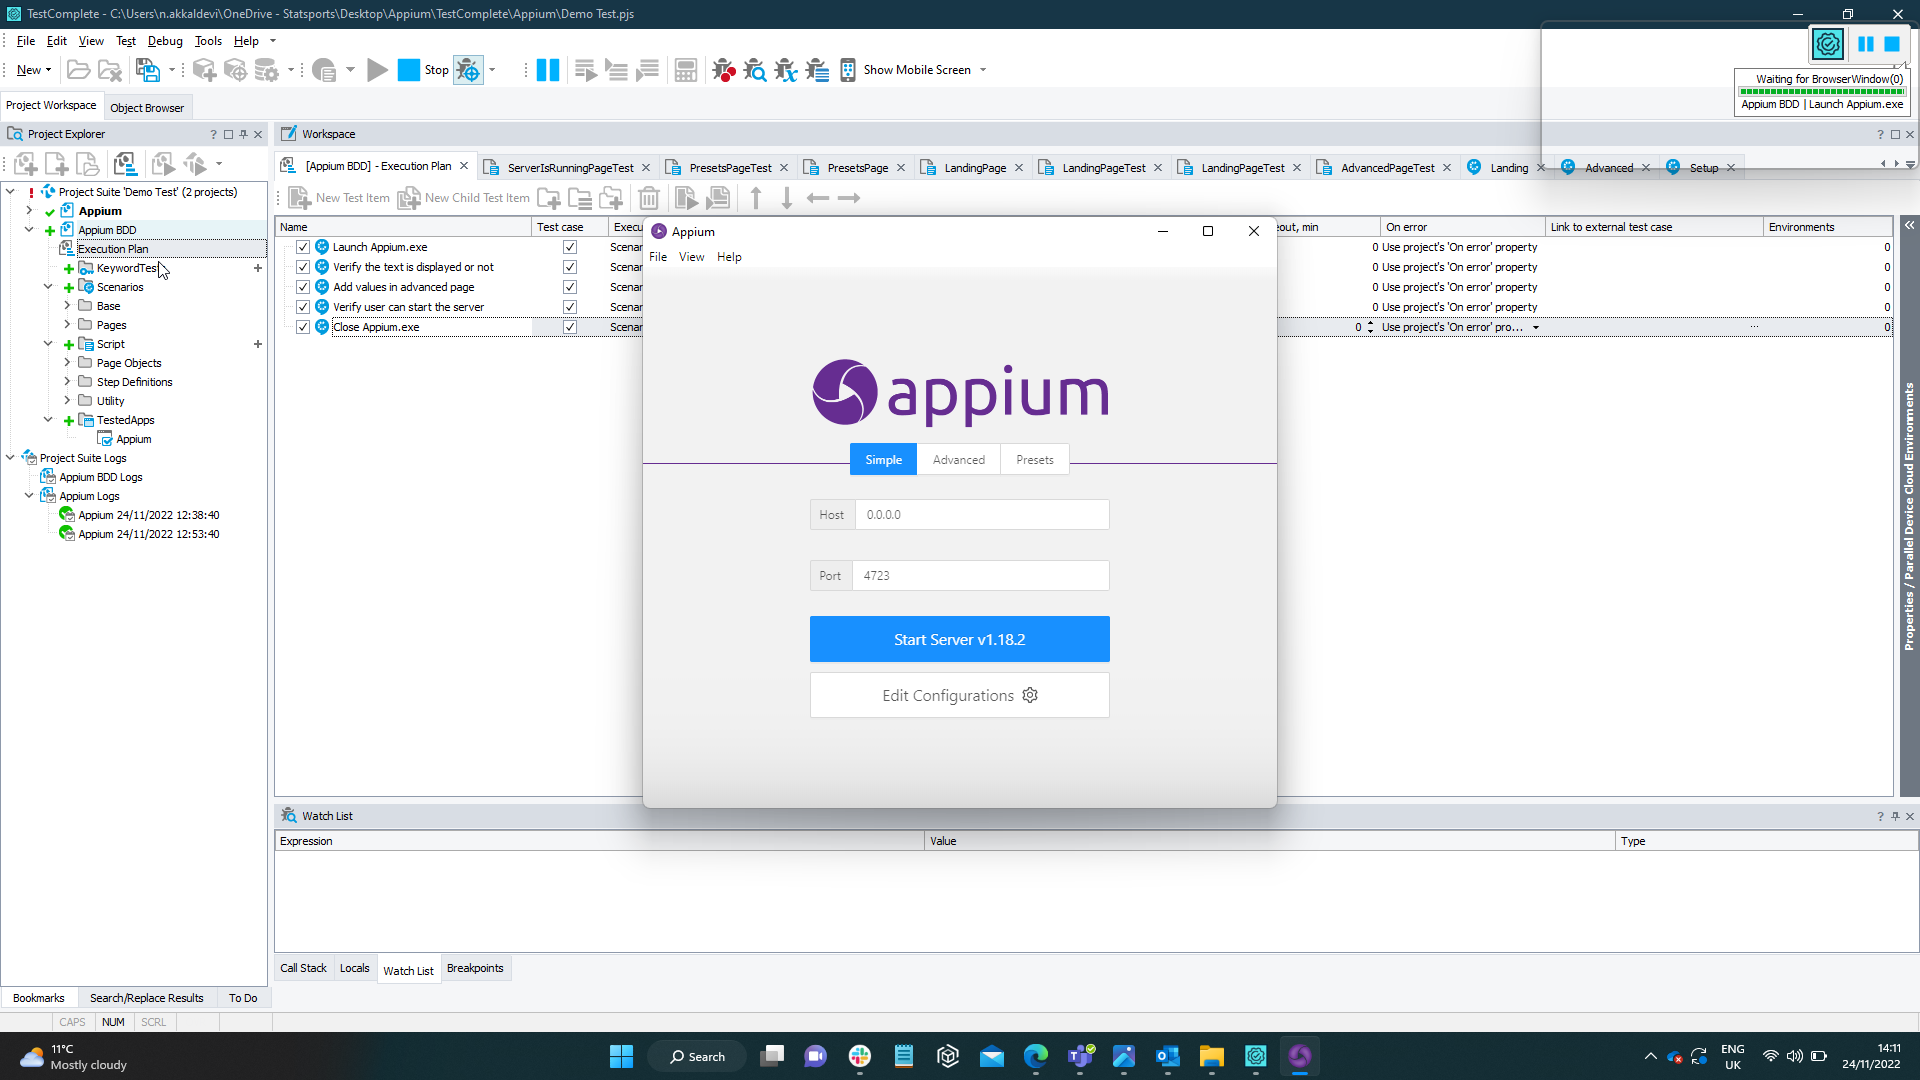 TestComplete - C:\Users\n.akkaldevi\OneDrive - Statsports\Desktop\Appium\TestComplete\Appium\Demo Test.pjs
File Edit View Test Debug Tools Help
New Stop Show Mobile Screen
Waiting for BrowserWindow(0)
Appium BDD | Launch Appium.exe
Project Workspace Object Browser
Project Explorer
Workspace
[Appium BDD] - Execution Plan ServerIsRunningPageTest PresetsPageTest PresetsPage LandingPage LandingPageTest LandingPageTest AdvancedPageTest Landing Advanced Setup
New Test Item New Child Test Item
Project Suite 'Demo Test' (2 projects)
Appium
Appium BDD
Execution Plan
KeywordTes
Scenarios
Base
Pages
Script
Page Objects
Step Definitions
Utility
TestedApps
Appium
Project Suite Logs
Appium BDD Logs
Appium Logs
Appium 24/11/2022 12:38:40
Appium 24/11/2022 12:53:40
Name Test case Execu eout, min On error Link to external test case Environments
Launch Appium.exe Scenar 0 Use project's 'On error' property 0
Verify the text is displayed or not Scenar 0 Use project's 'On error' property 0
Add values in advanced page Scenar 0 Use project's 'On error' property 0
Verify user can start the server Scenar 0 Use project's 'On error' property 0
Close Appium.exe Scenar 0 Use project's 'On error' pro... ... 0
Appium
File View Help
appium
Simple Advanced Presets
Host 0.0.0.0
Port 4723
Start Server v1.18.2
Edit Configurations
Properties / Parallel Device Cloud Environments
Watch List
Expression Value Type
Call Stack Locals Watch List Breakpoints
Bookmarks Search/Replace Results To Do
CAPS NUM SCRL
11°C
Mostly cloudy
Search
ENG
UK
14:11
24/11/2022